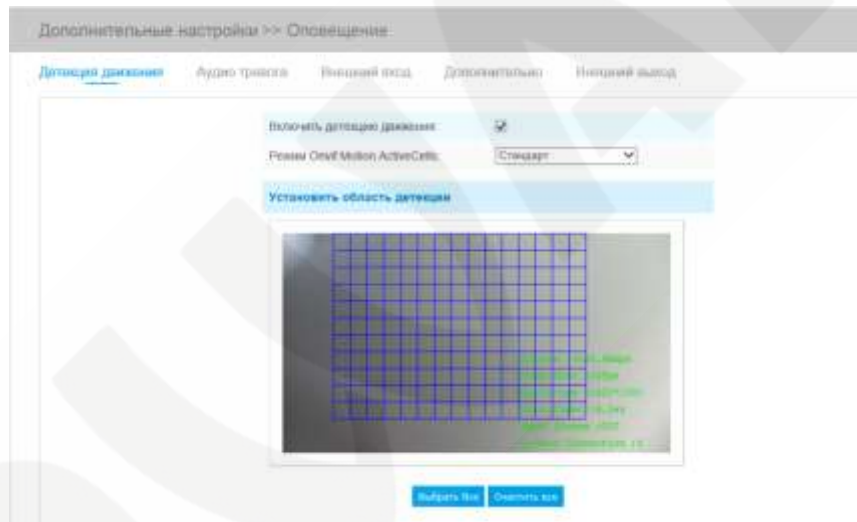 Дополнительные настройки >> Оповещение
Детекция движения Аудио тревога Внешний вход Дополнительно Внешний выход
Включить детекцию движения:
Режим Onvif Motion ActiveCells: Стандарт
Установить область детекции
Выбрать Все Очистить все